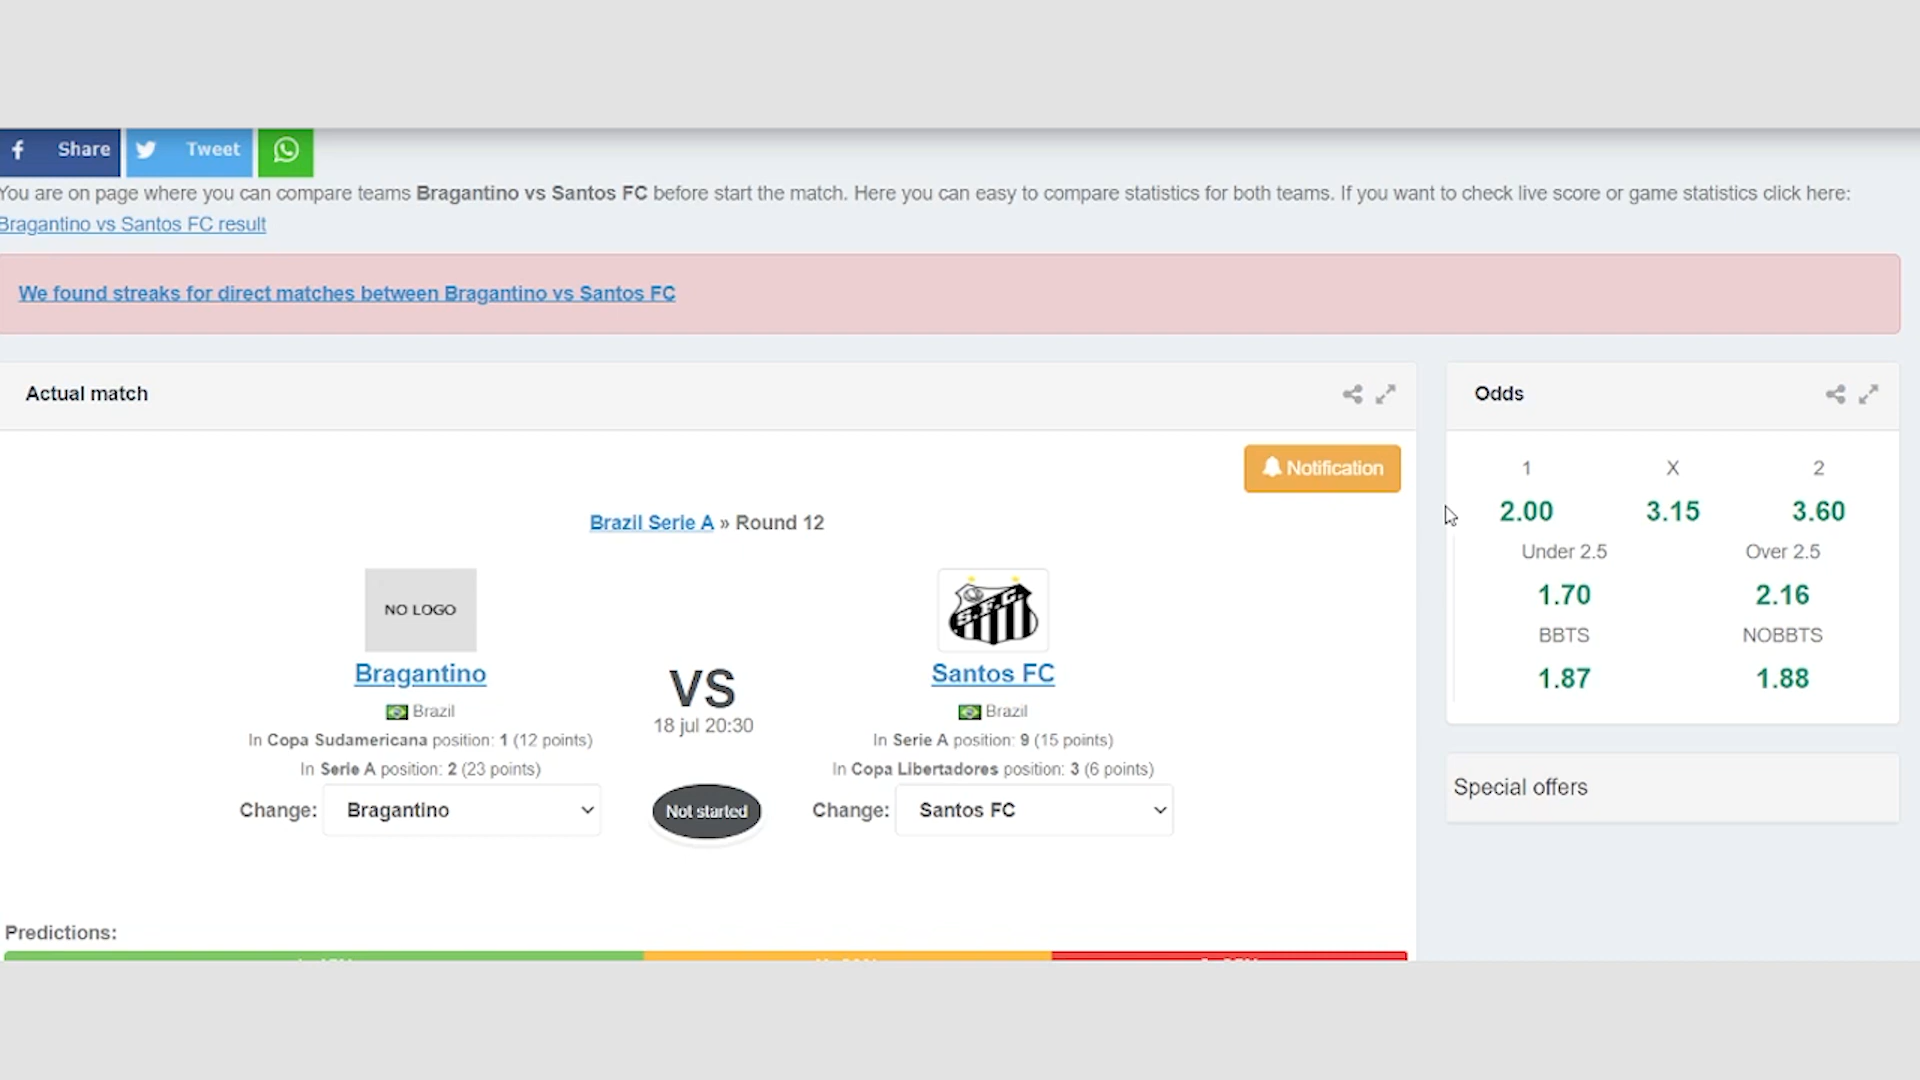 Share Tweet
You are on page where you can compare teams Bragantino vs Santos FC before start the match. Here you can easy to compare statistics for both teams. If you want to check live score or game statistics click here:
Bragantino vs Santos FC result
We found streaks for direct matches between Bragantino vs Santos FC
Actual match
Notification
Brazil Serie A » Round 12
NO LOGO
Bragantino
Brazil
In Copa Sudamericana position: 1 (12 points)
In Serie A position: 2 (23 points)
Change: Bragantino
VS
18 jul 20:30
Not started
S.F.C.
Santos FC
Brazil
In Serie A position: 9 (15 points)
In Copa Libertadores position: 3 (6 points)
Change: Santos FC
Predictions:
Odds
1 X 2
2.00 3.15 3.60
Under 2.5 Over 2.5
1.70 2.16
BBTS NOBBTS
1.87 1.88
Special offers